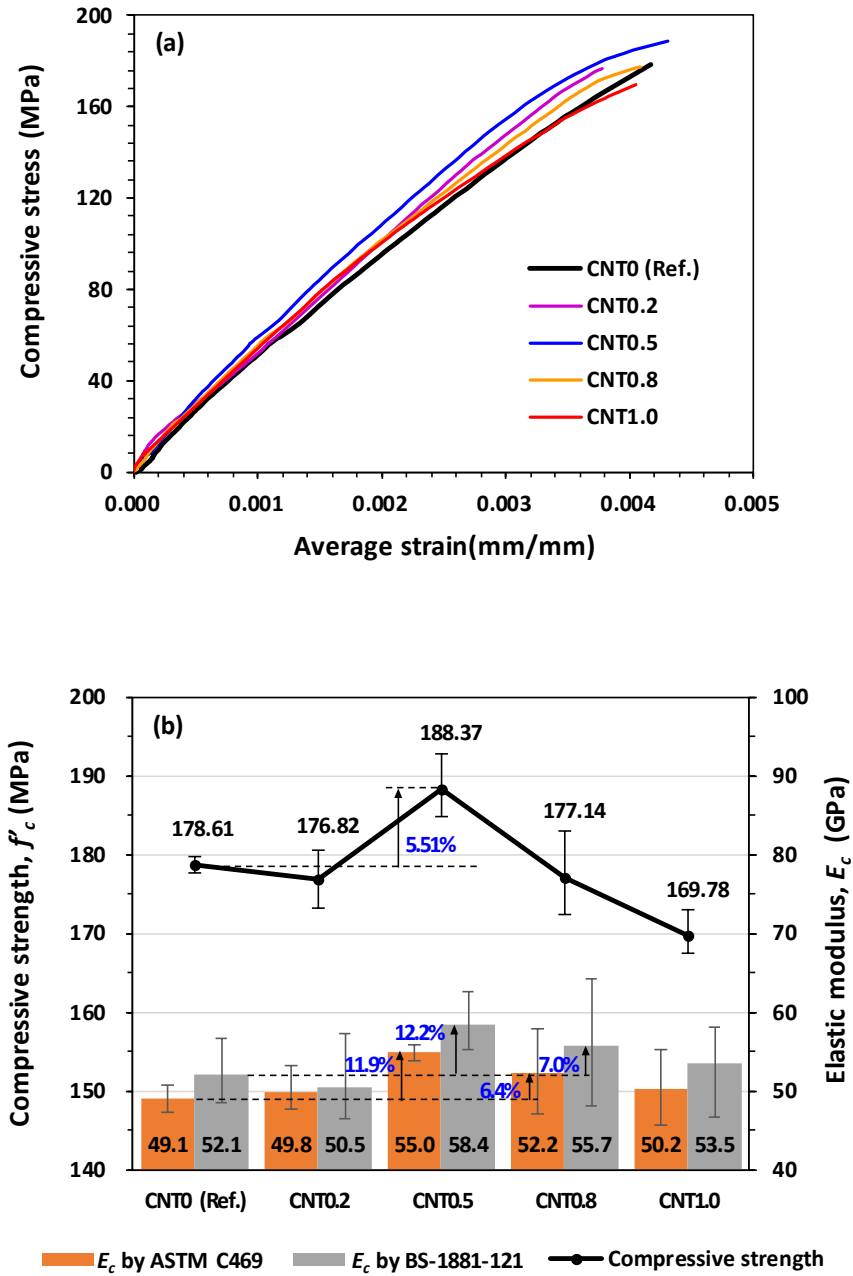 (a)
Compressive stress (MPa)
200
160
120
80
40
0
0.000 0.001 0.002 0.003 0.004 0.005
Average strain(mm/mm)
CNT0 (Ref.)
CNT0.2
CNT0.5
CNT0.8
CNT1.0
(b)
Compressive strength, f'c (MPa)
200
190
180
170
160
150
140
Elastic modulus, Ec (GPa)
100
90
80
70
60
50
40
178.61 176.82 188.37 177.14 169.78
5.51%
11.9% 12.2% 6.4% 7.0%
49.1 52.1 49.8 50.5 55.0 58.4 52.2 55.7 50.2 53.5
CNT0 (Ref.) CNT0.2 CNT0.5 CNT0.8 CNT1.0
Ec by ASTM C469 Ec by BS-1881-121 Compressive strength